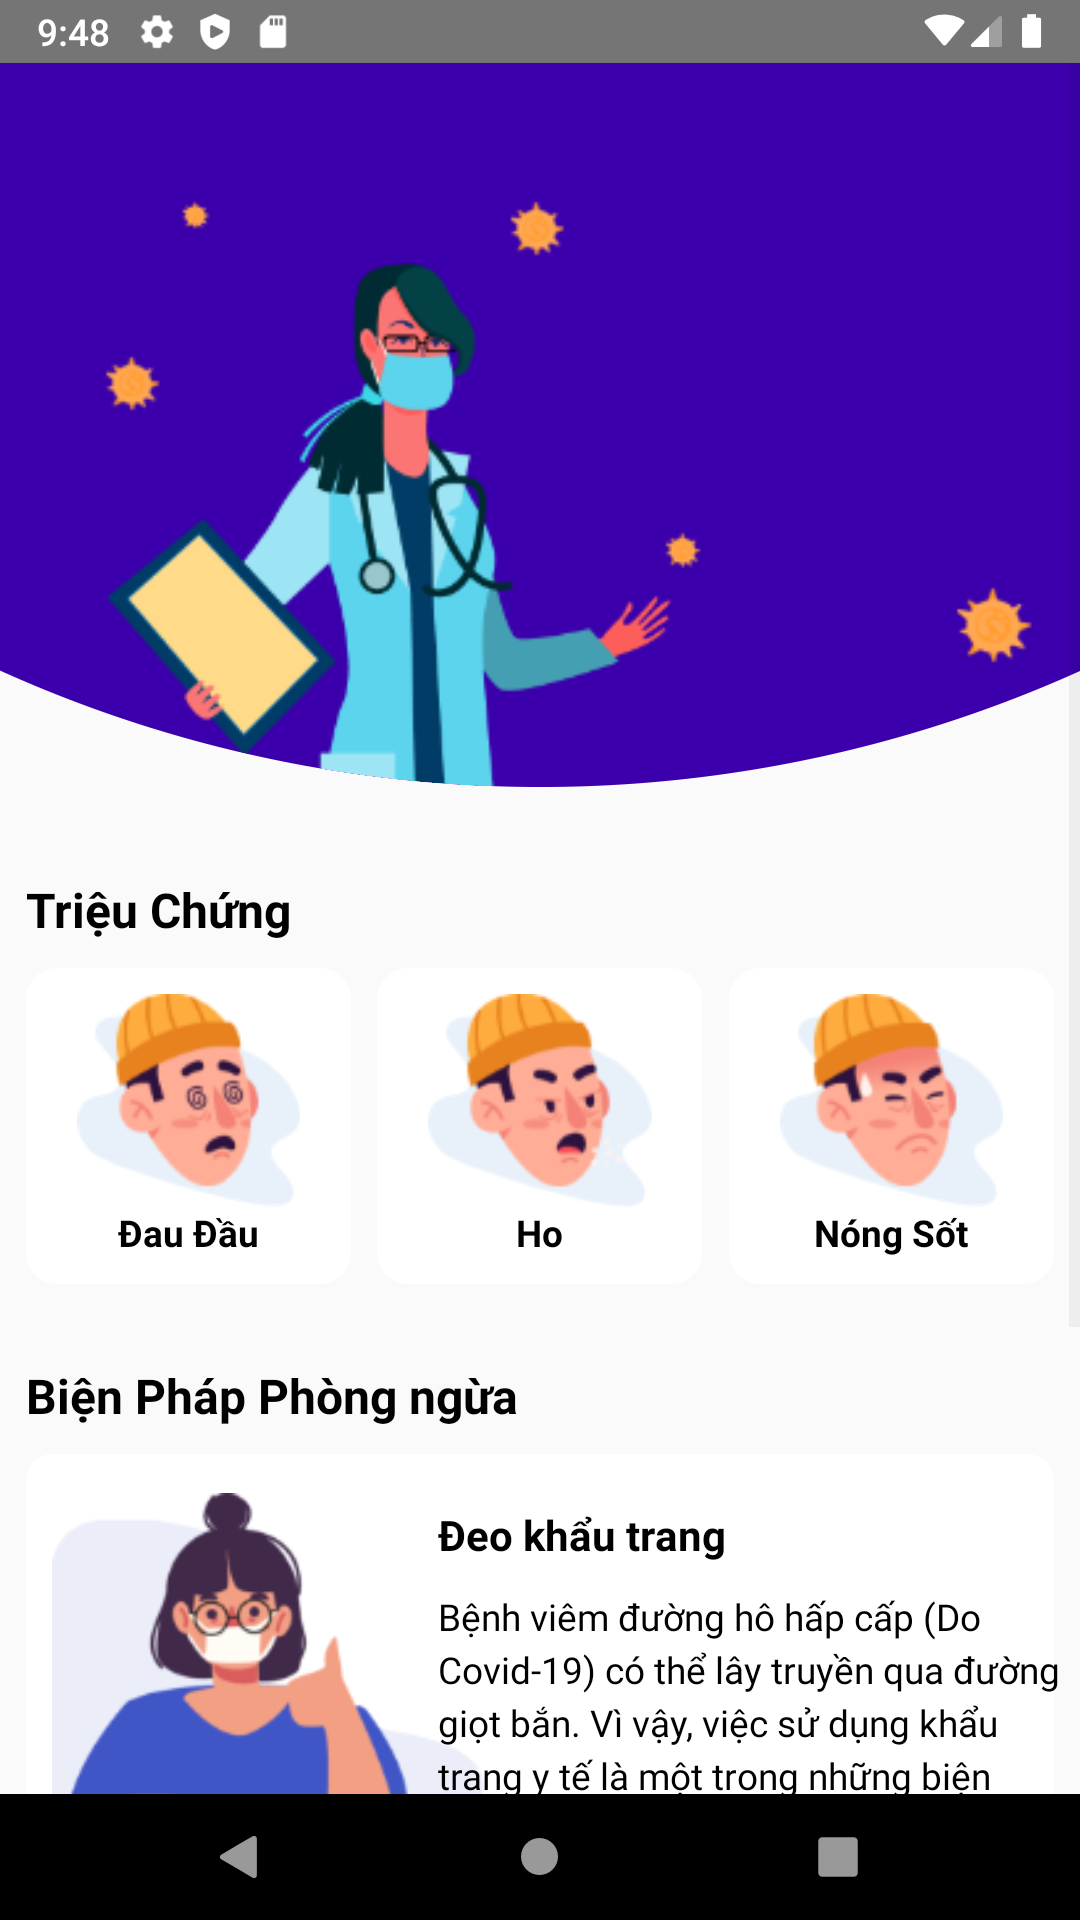 9:48
Triệu Chứng
Đau Đầu
Ho
Nóng Sốt
Biện Pháp Phòng ngừa
Đeo khẩu trang
Bệnh viêm đường hô hấp cấp (Do
Covid-19) có thể lây truyền qua đường
giọt bắn. Vì vậy, việc sử dụng khẩu
trang y tế là một trong những biện